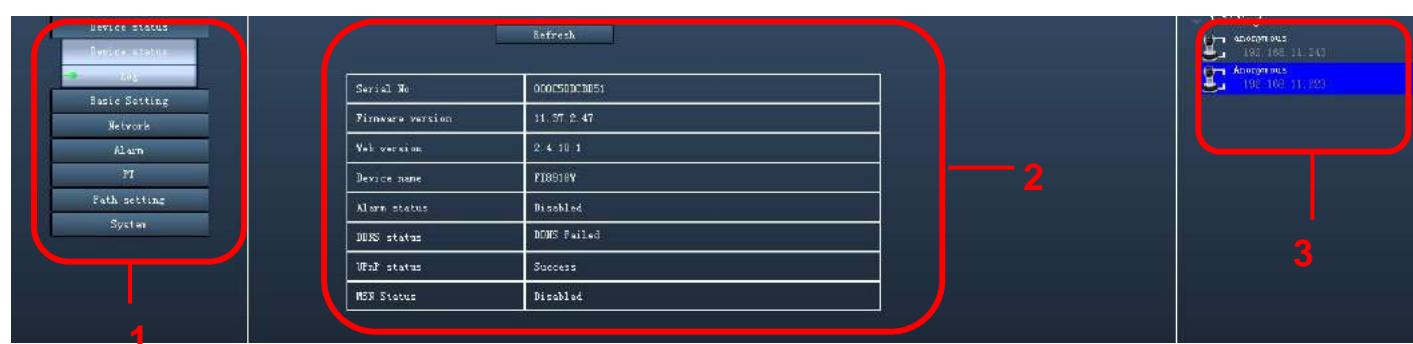 Device status
Device status
Log
Basic Setting
Network
Alarm
PT
Path setting
System
1
Refresh
Serial No 000C5DDCBD51
Firmware version 11.37.2.47
Web version 2.4.10.1
Device name FI8918W
Alarm status Disabled
DDNS status DDNS Failed
UPnP status Success
MSN Status Disabled
2
anonymous
192.168.11.243
Anonymous
192.168.11.223
3